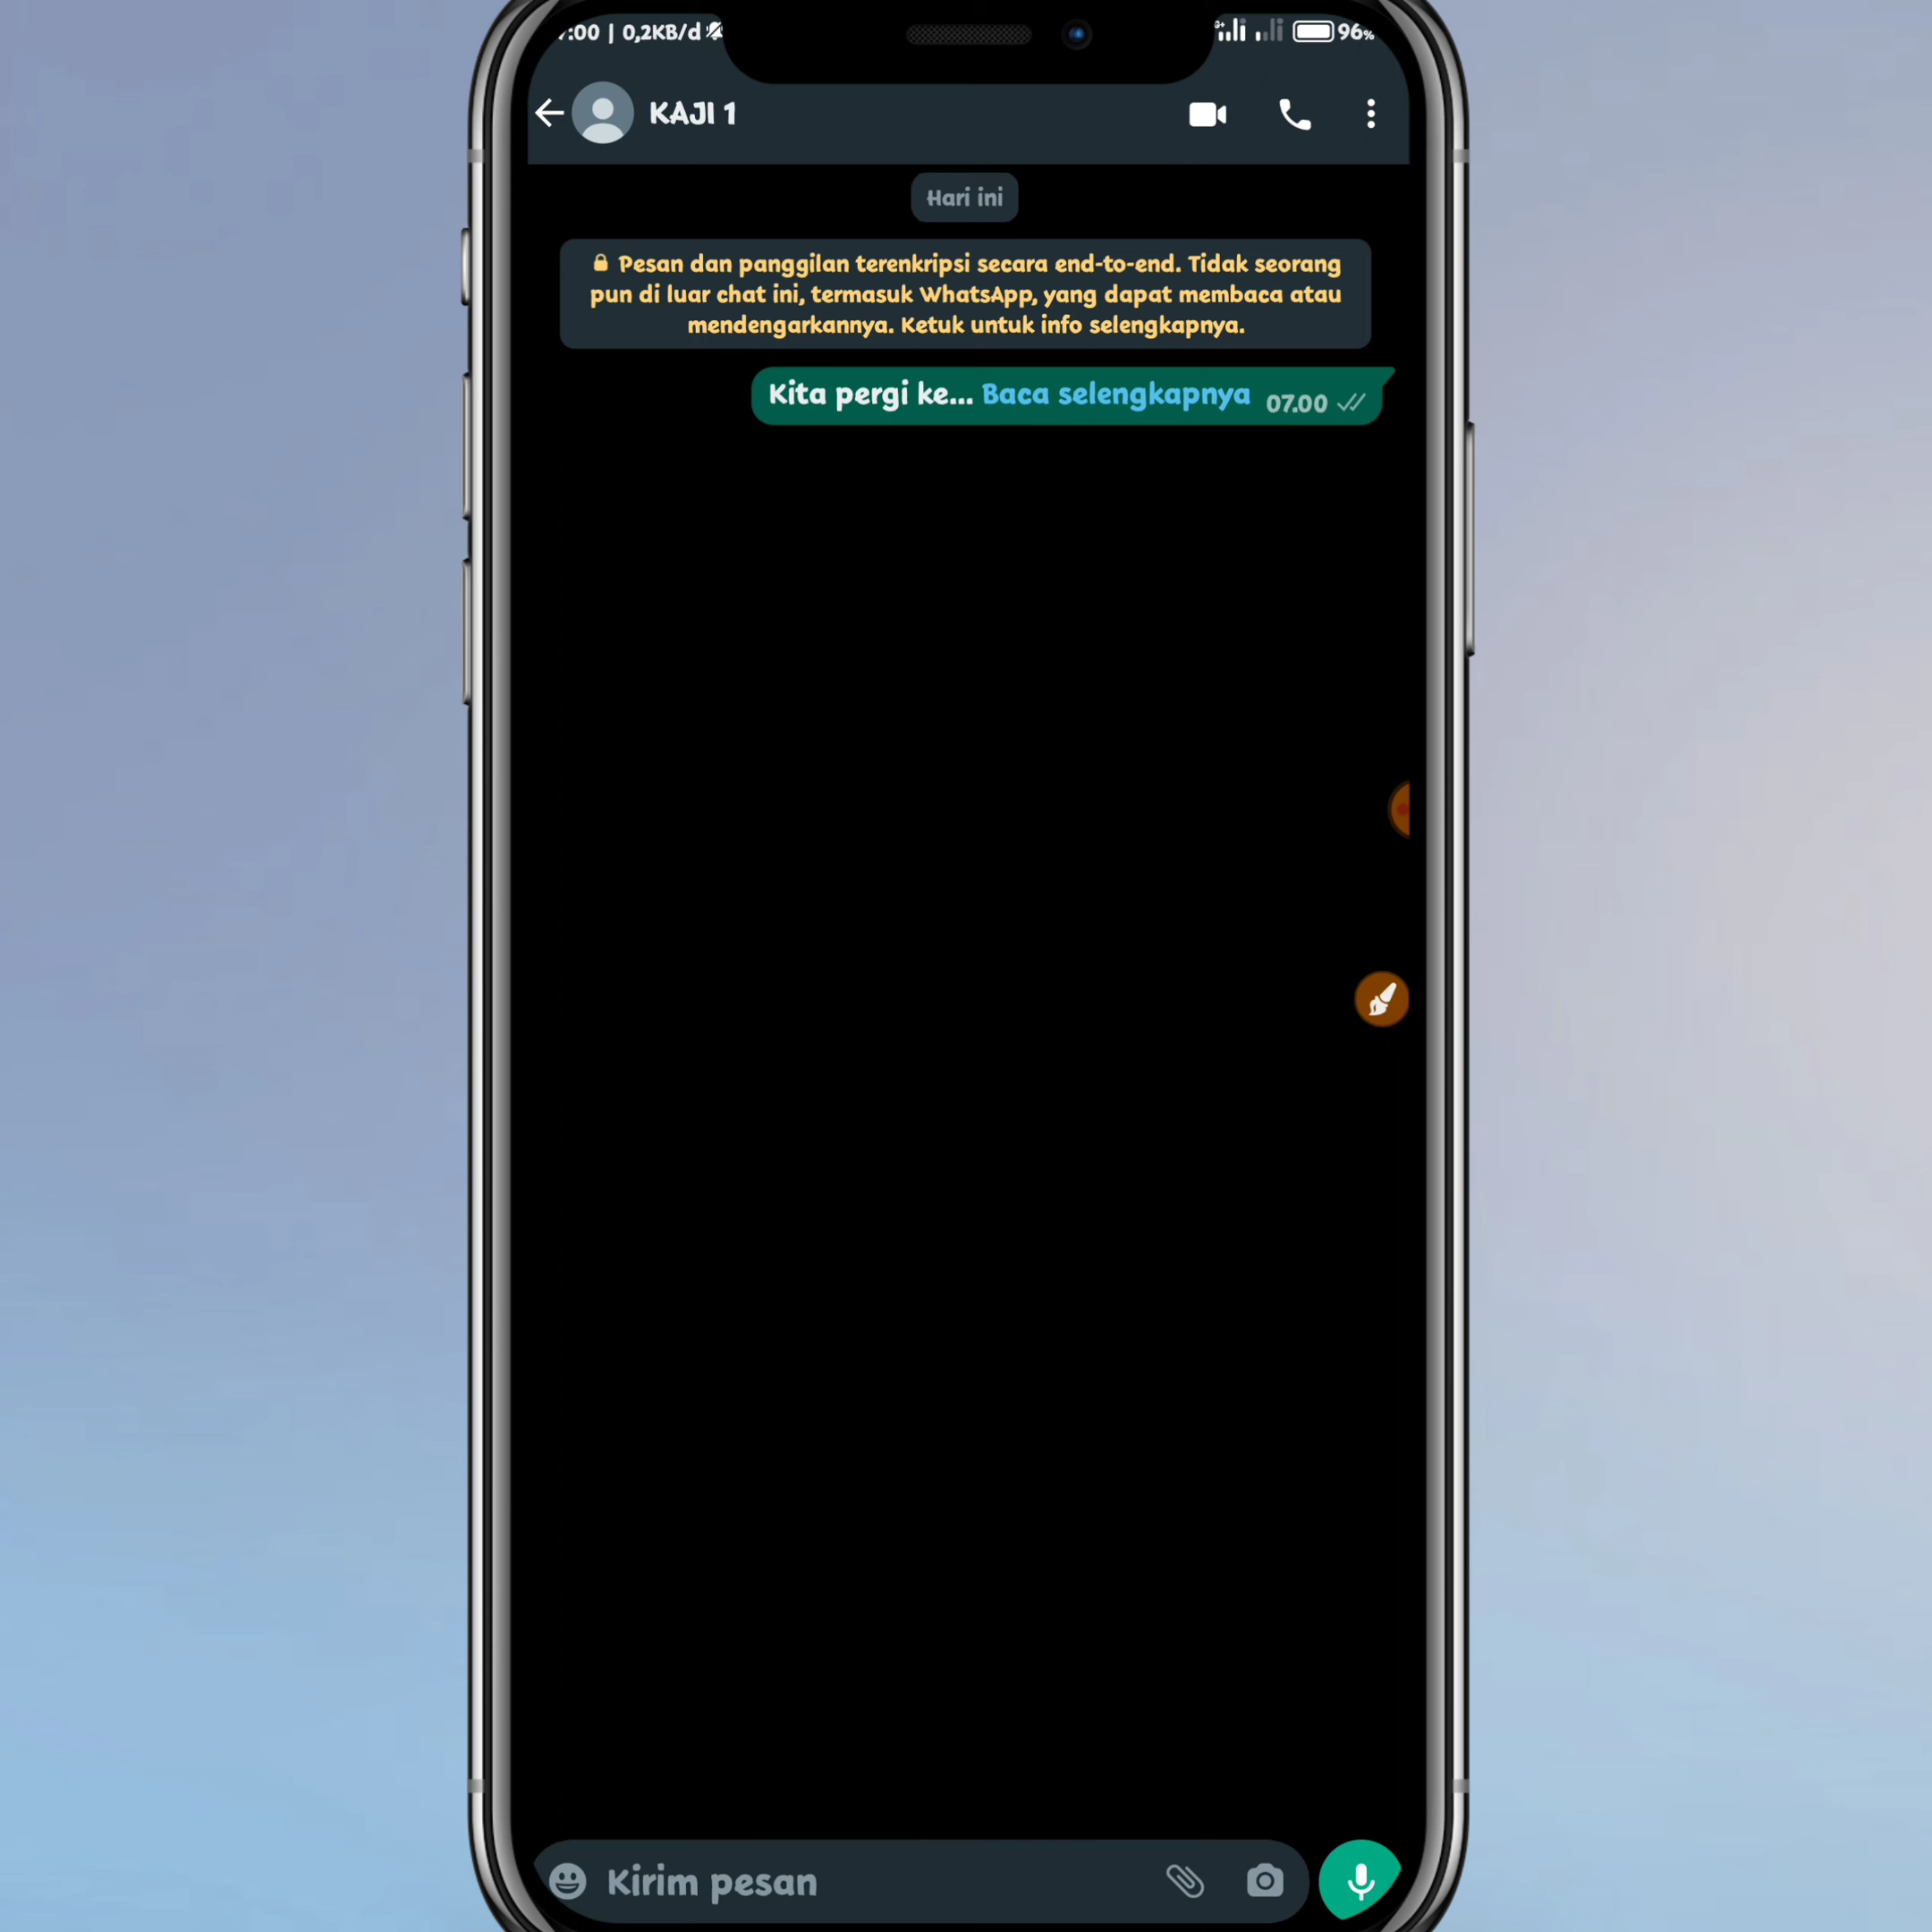 :00 | 0,2KB/d
96%
KAJI 1
Hari ini
Pesan dan panggilan terenkripsi secara end-to-end. Tidak seorang
pun di luar chat ini, termasuk WhatsApp, yang dapat membaca atau
mendengarkannya. Ketuk untuk info selengkapnya.
Kita pergi ke... Baca selengkapnya 07.00
Kirim pesan